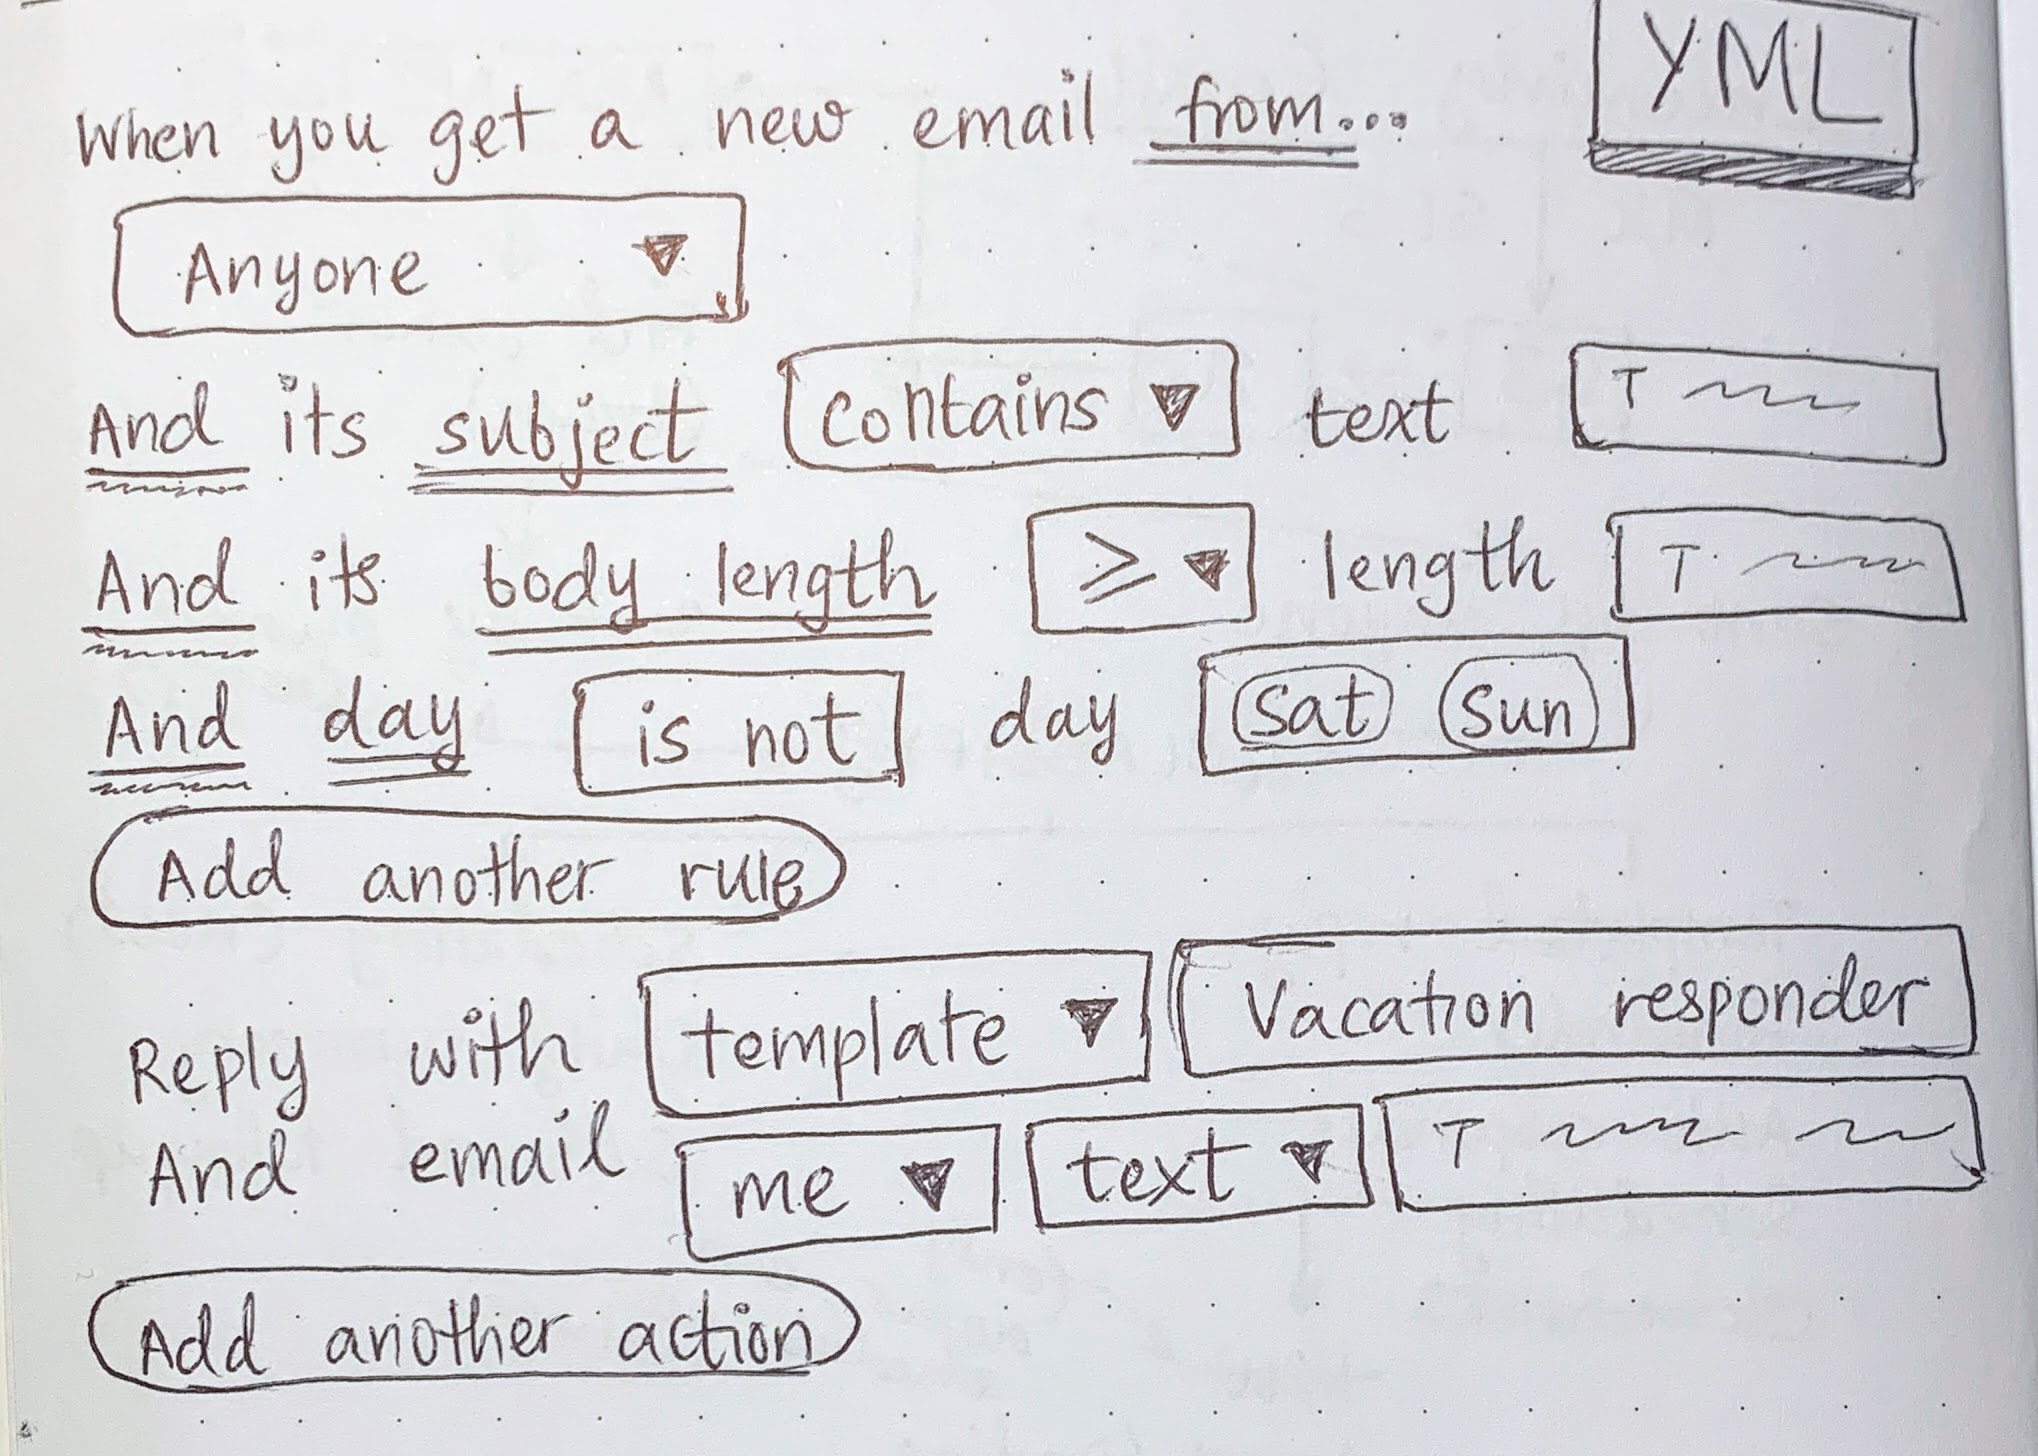 When you get a new email from...
YML
Anyone
And its subject contains text T
And its body length ≥ length T
And day is not day Sat Sun
Add another rule
Reply with template Vacation responder
And email me text T
Add another action